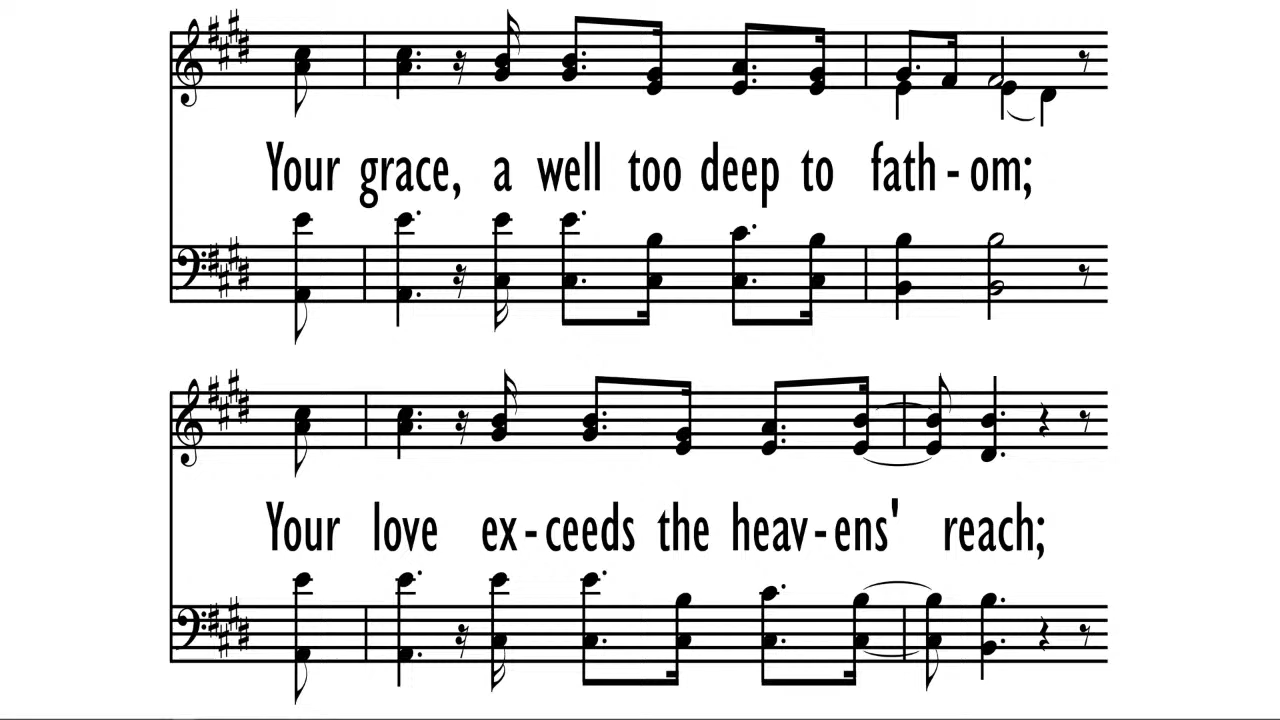 Your grace, a well too deep to fath-om;
Your love ex-ceeds the heav-ens' reach;